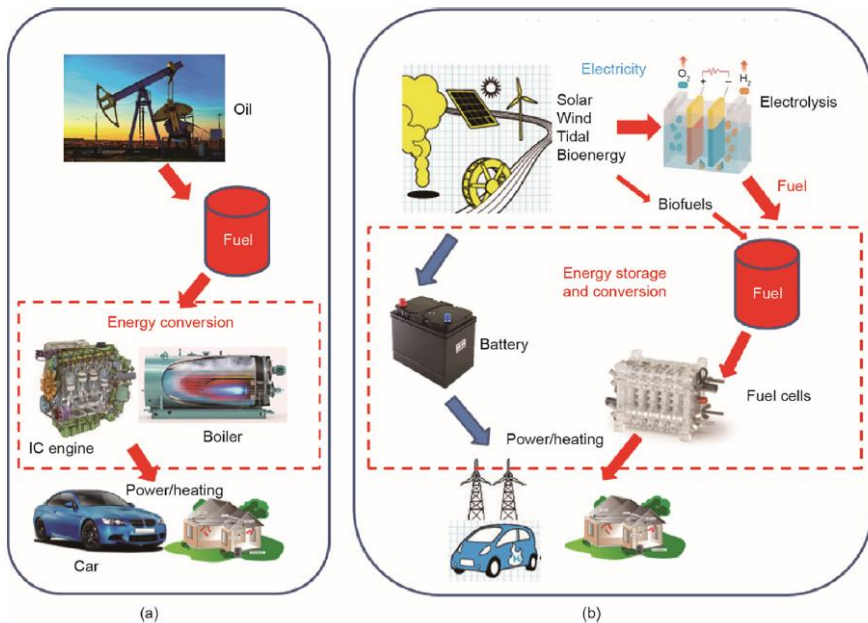 Oil
Fuel
Energy conversion
IC engine
Boiler
Power/heating
Car
(a)
Electricity
O2
+
−
H2
Electrolysis
Solar
Wind
Tidal
Bioenergy
Biofuels
Fuel
Energy storage
and conversion
Fuel
Battery
Fuel cells
Power/heating
H
(b)